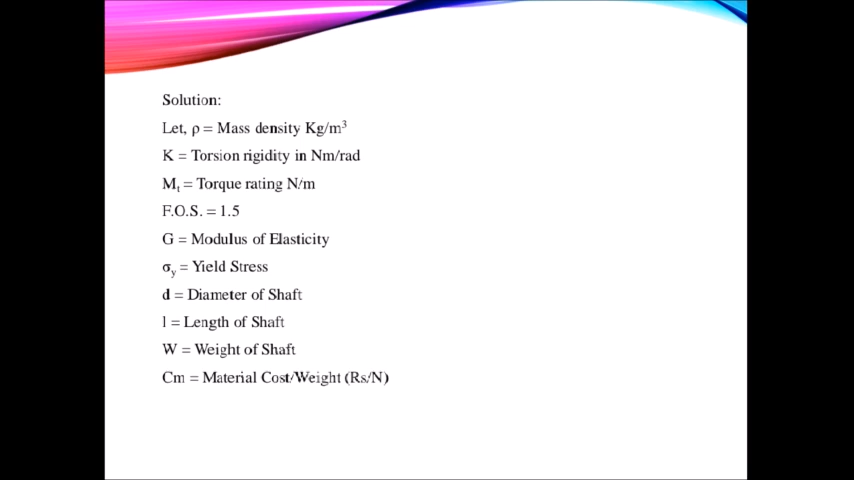 Solution:
Let, ρ = Mass density Kg/m³
K = Torsion rigidity in Nm/rad
Mₜ = Torque rating N/m
F.O.S. = 1.5
G = Modulus of Elasticity
σᵧ = Yield Stress
d = Diameter of Shaft
l = Length of Shaft
W = Weight of Shaft
Cm = Material Cost/Weight (Rs/N)